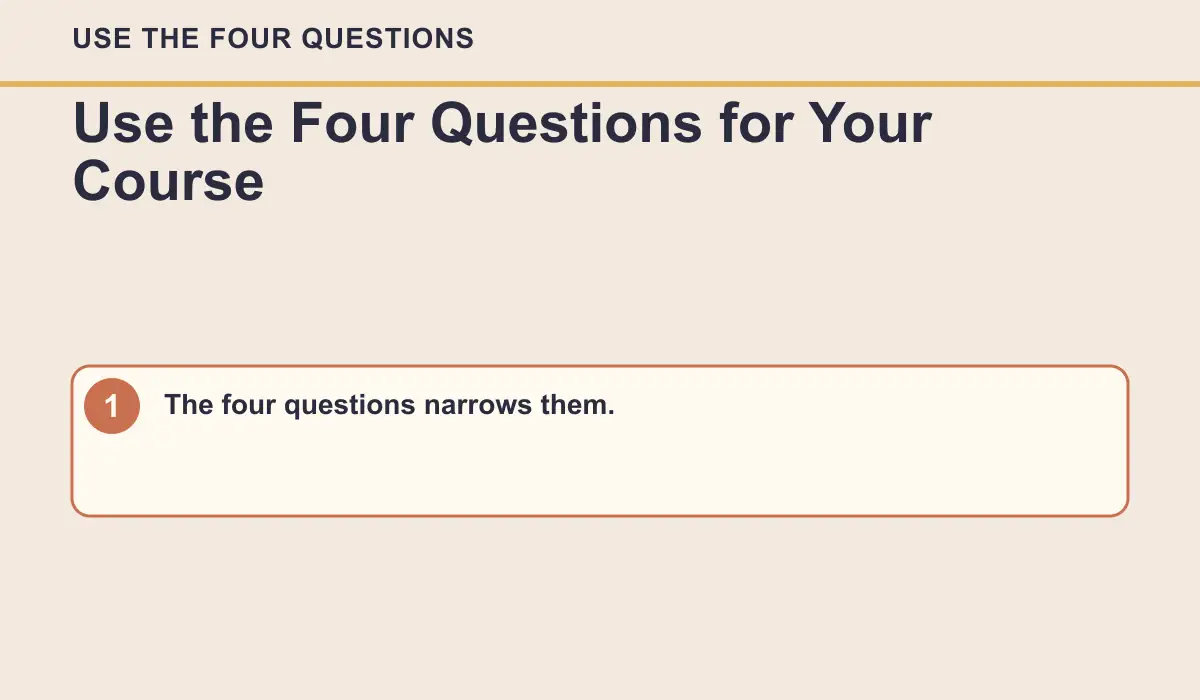 USE THE FOUR QUESTIONS
Use the Four Questions for Your
Course
1
The four questions narrows them.